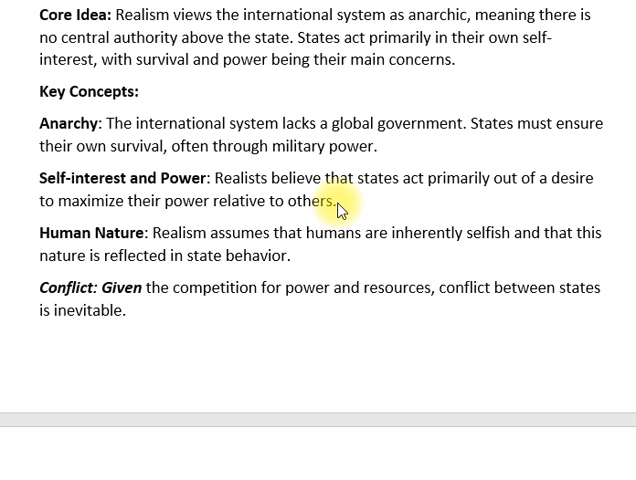 Core Idea: Realism views the international system as anarchic, meaning there is
no central authority above the state. States act primarily in their own self-
interest, with survival and power being their main concerns.
Key Concepts:
Anarchy: The international system lacks a global government. States must ensure
their own survival, often through military power.
Self-interest and Power: Realists believe that states act primarily out of a desire
to maximize their power relative to others.
Human Nature: Realism assumes that humans are inherently selfish and that this
nature is reflected in state behavior.
Conflict: Given the competition for power and resources, conflict between states
is inevitable.